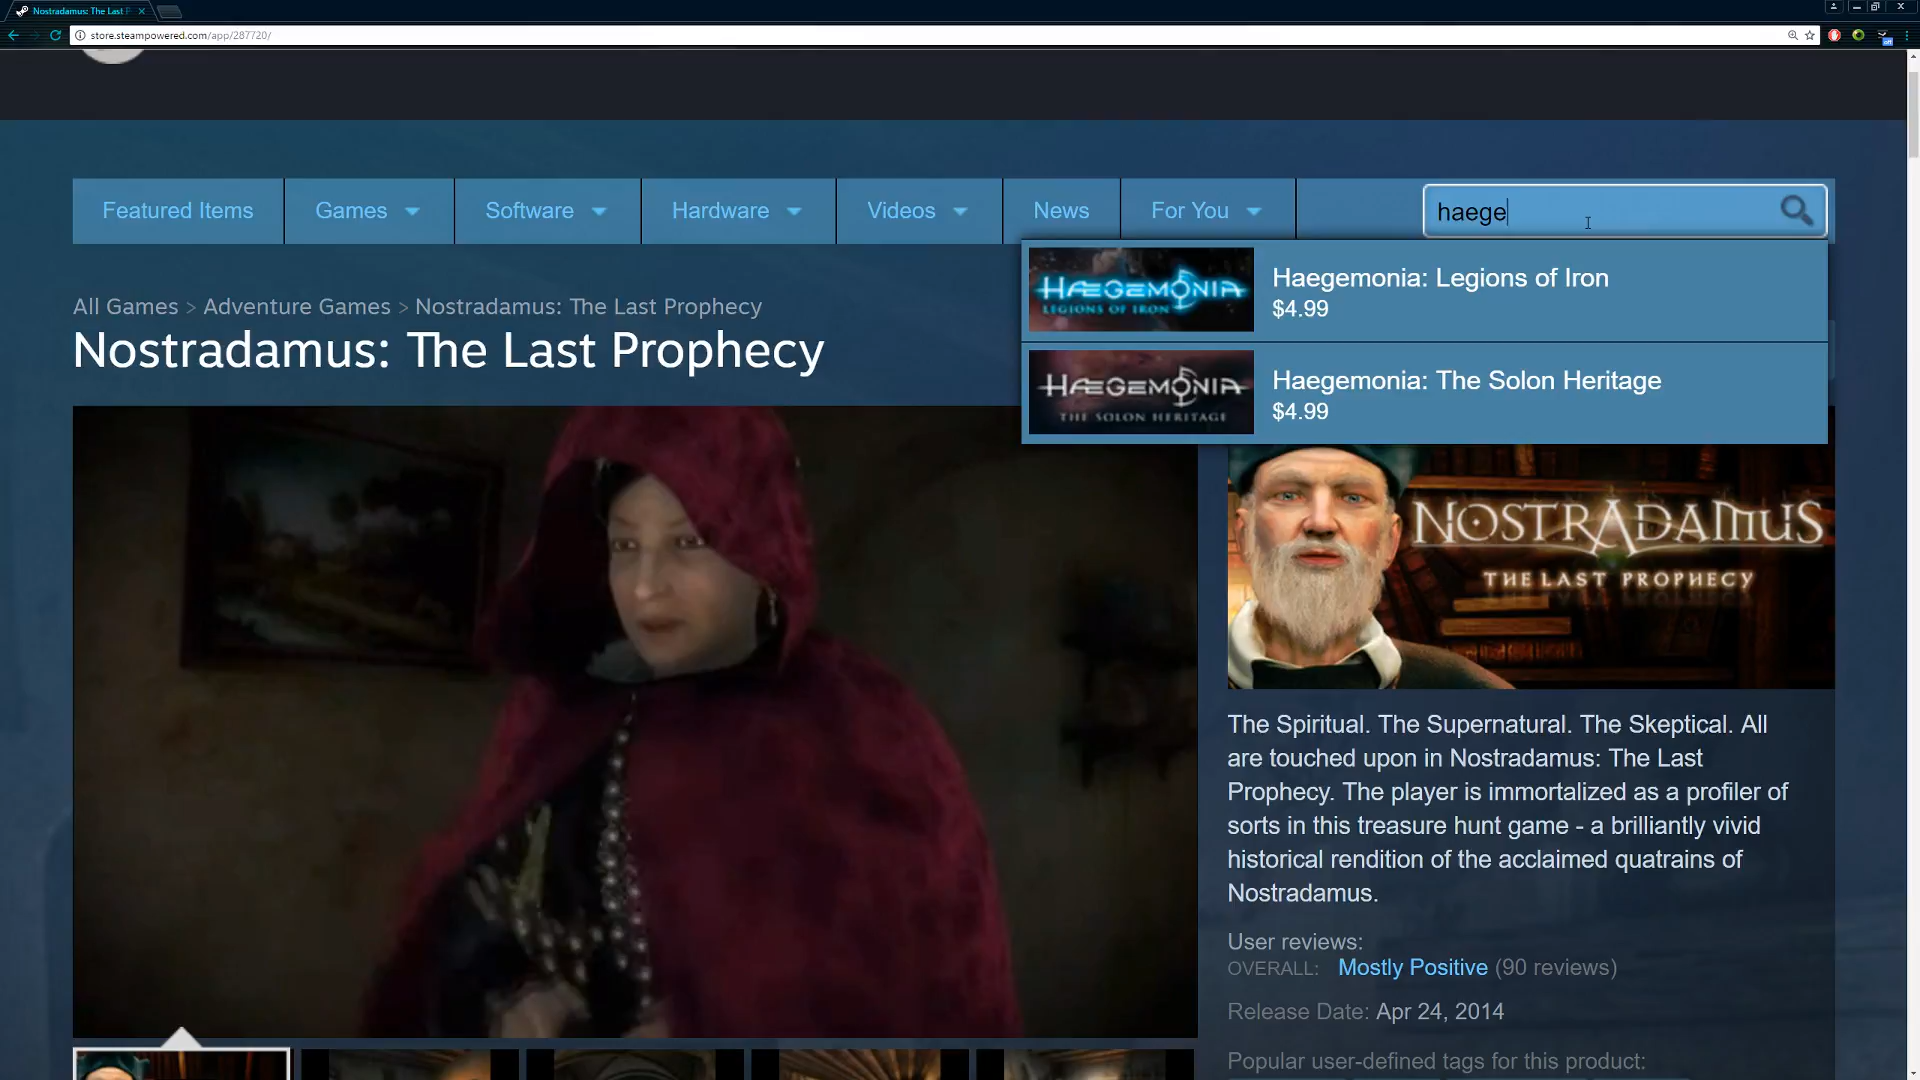 Nostradamus: The Last P
store.steampowered.com/app/287720/
off
Featured Items
Games
Software
Hardware
Videos
News
For You
haege
HAEGEMONIA
LEGIONS OF IRON
Haegemonia: Legions of Iron
$4.99
HAEGEMONIA
THE SOLON HERITAGE
Haegemonia: The Solon Heritage
$4.99
All Games > Adventure Games > Nostradamus: The Last Prophecy
Nostradamus: The Last Prophecy
NOSTRADAMUS
THE LAST PROPHECY
The Spiritual. The Supernatural. The Skeptical. All
are touched upon in Nostradamus: The Last
Prophecy. The player is immortalized as a profiler of
sorts in this treasure hunt game - a brilliantly vivid
historical rendition of the acclaimed quatrains of
Nostradamus.
User reviews:
OVERALL: Mostly Positive (90 reviews)
Release Date: Apr 24, 2014
Popular user-defined tags for this product: